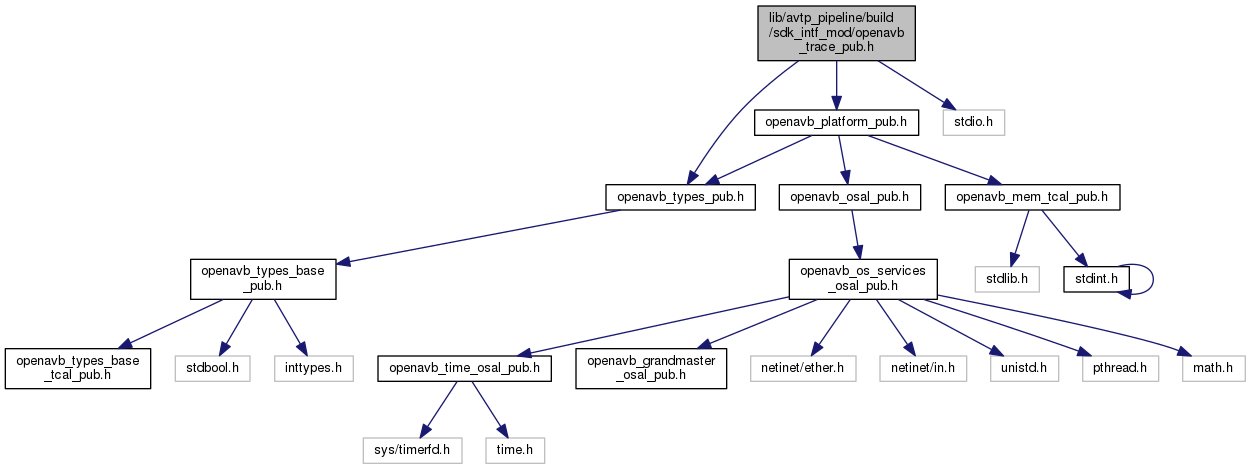 lib/avtp_pipeline/build
/sdk_intf_mod/openavb
_trace_pub.h
openavb_platform_pub.h
stdio.h
openavb_types_pub.h
openavb_osal_pub.h
openavb_mem_tcal_pub.h
openavb_types_base
_pub.h
openavb_os_services
_osal_pub.h
stdlib.h
stdint.h
openavb_types_base
_tcal_pub.h
stdbool.h
inttypes.h
openavb_time_osal_pub.h
openavb_grandmaster
_osal_pub.h
netinet/ether.h
netinet/in.h
unistd.h
pthread.h
math.h
sys/timerfd.h
time.h